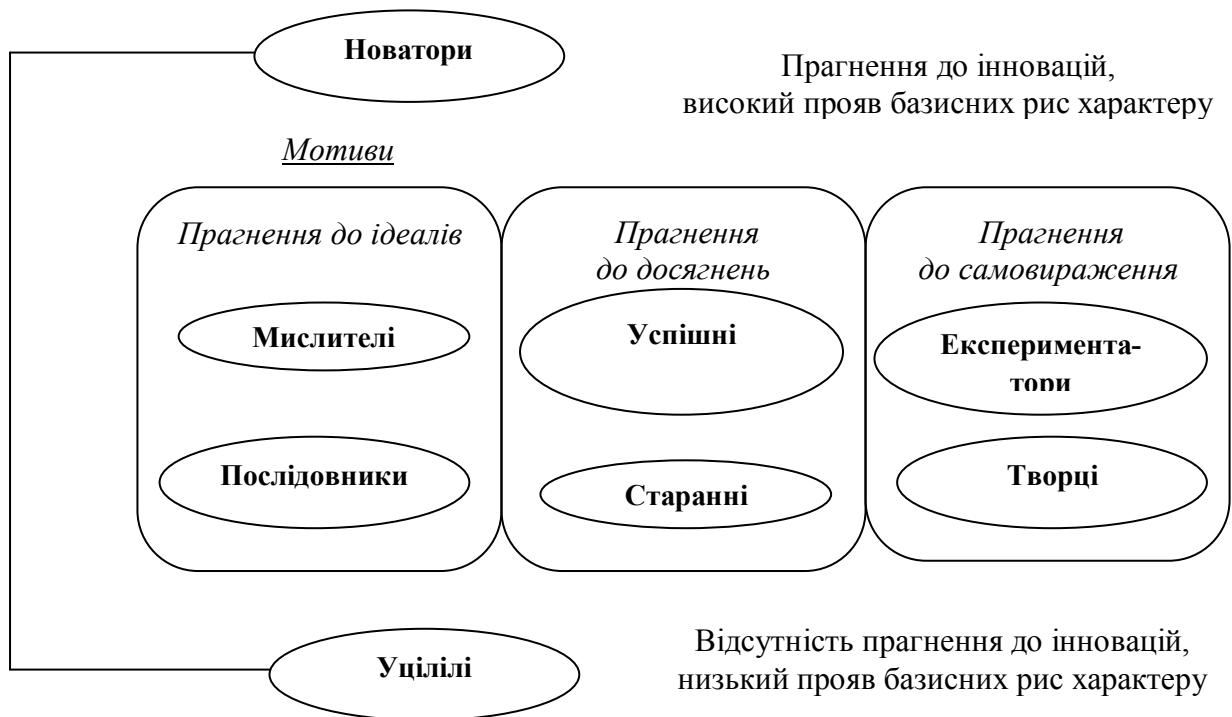 Новатори
Прагнення до інновацій,
високий прояв базисних рис характеру
Мотиви
Прагнення до ідеалів
Прагнення
до досягнень
Прагнення
до самовираження
Мислителі
Успішні
Експеримента-
тори
Послідовники
Старанні
Творці
Уцілілі
Відсутність прагнення до інновацій,
низький прояв базисних рис характеру